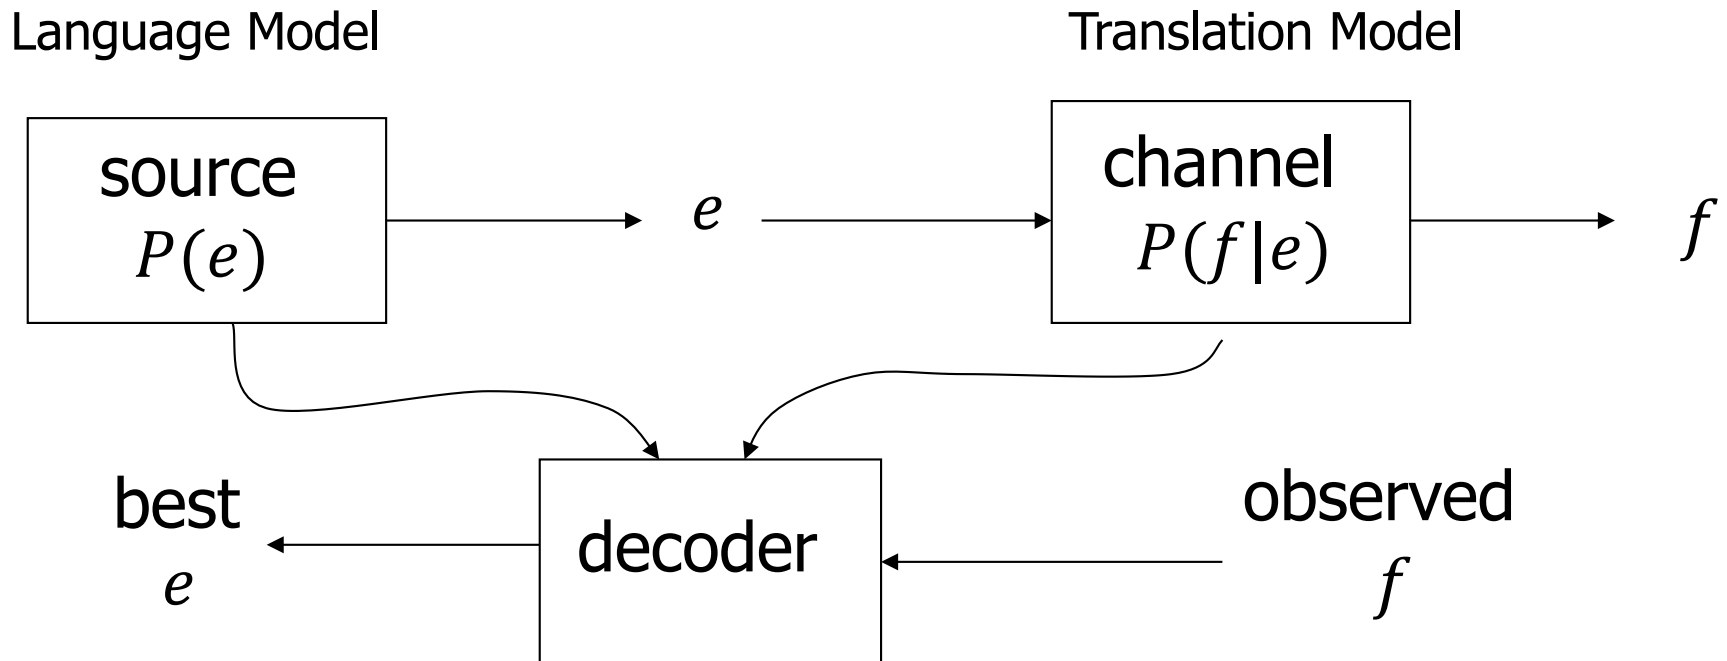 Language Model
Translation Model
source
P(e)
e
channel
P(f|e)
f
best
e
decoder
observed
f